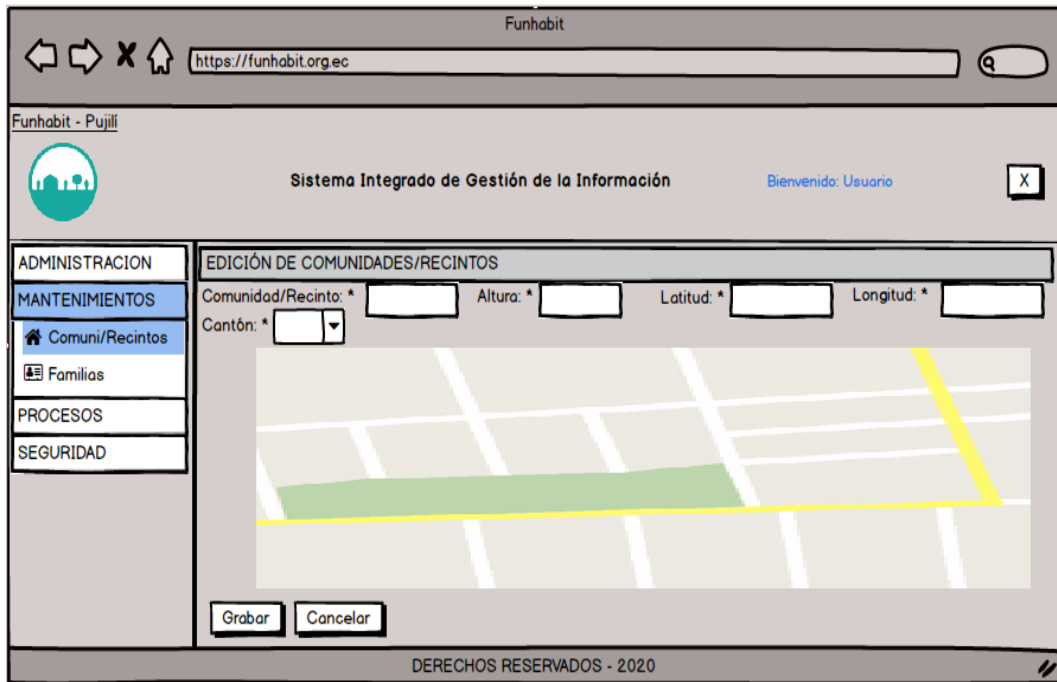 Funhabit
https://funhabit.org.ec
Funhabit - Pujilí
Sistema Integrado de Gestión de la Información
Bienvenido: Usuario
X
ADMINISTRACION
MANTENIMIENTOS
Comuni/Recintos
Familias
PROCESOS
SEGURIDAD
EDICIÓN DE COMUNIDADES/RECINTOS
Comunidad/Recinto: * Altura: * Latitud: * Longitud: *
Cantón: *
Grabar Cancelar
DERECHOS RESERVADOS - 2020